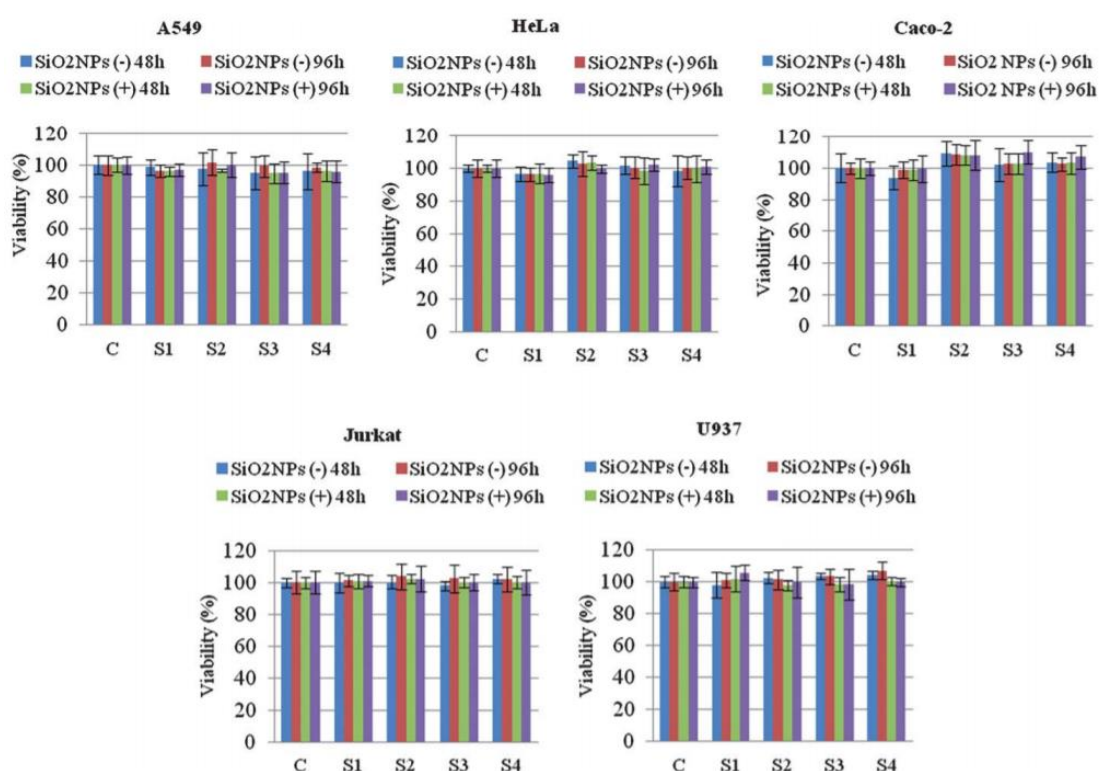 A549
SiO2NPs (-) 48h SiO2NPs (-) 96h
SiO2NPs (+) 48h SiO2NPs (+) 96h
Viability (%)
120
100
80
60
40
20
0
C S1 S2 S3 S4
HeLa
SiO2NPs (-) 48h SiO2NPs (-) 96h
SiO2NPs (+) 48h SiO2NPs (+) 96h
Viability (%)
120
100
80
60
40
20
0
C S1 S2 S3 S4
Caco-2
SiO2NPs (-) 48h SiO2 NPs (-) 96h
SiO2NPs (+) 48h SiO2 NPs (+) 96h
Viability (%)
120
100
80
60
40
20
0
C S1 S2 S3 S4
Jurkat
SiO2NPs (-) 48h SiO2NPs (-) 96h
SiO2NPs (+) 48h SiO2NPs (+) 96h
Viability (%)
120
100
80
60
40
20
0
C S1 S2 S3 S4
U937
SiO2NPs (-) 48h SiO2NPs (-) 96h
SiO2NPs (+) 48h SiO2NPs (+) 96h
Viability (%)
120
100
80
60
40
20
0
C S1 S2 S3 S4